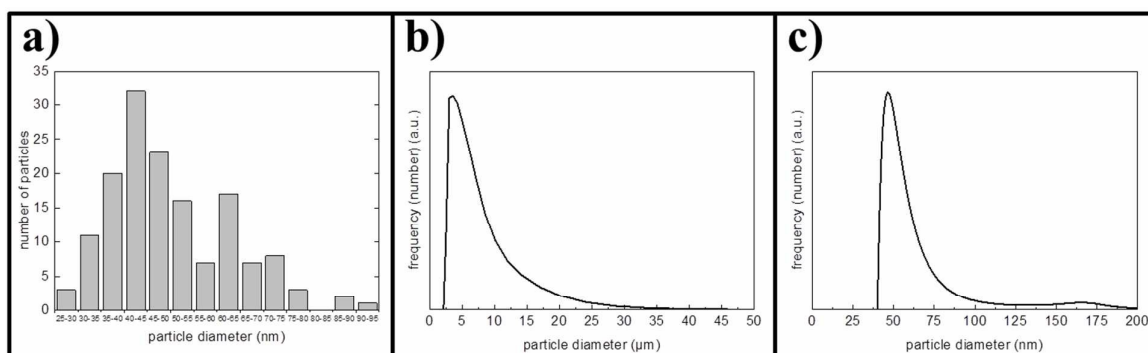 a)
number of particles
35
30
25
20
15
10
5
0
25-30 30-35 35-40 40-45 45-50 50-55 55-60 60-65 65-70 70-75 75-80 80-85 85-90 90-95
particle diameter (nm)
b)
frequency (number) (a.u.)
0 5 10 15 20 25 30 35 40 45 50
particle diameter (µm)
c)
frequency (number) (a.u.)
0 25 50 75 100 125 150 175 200
particle diameter (nm)